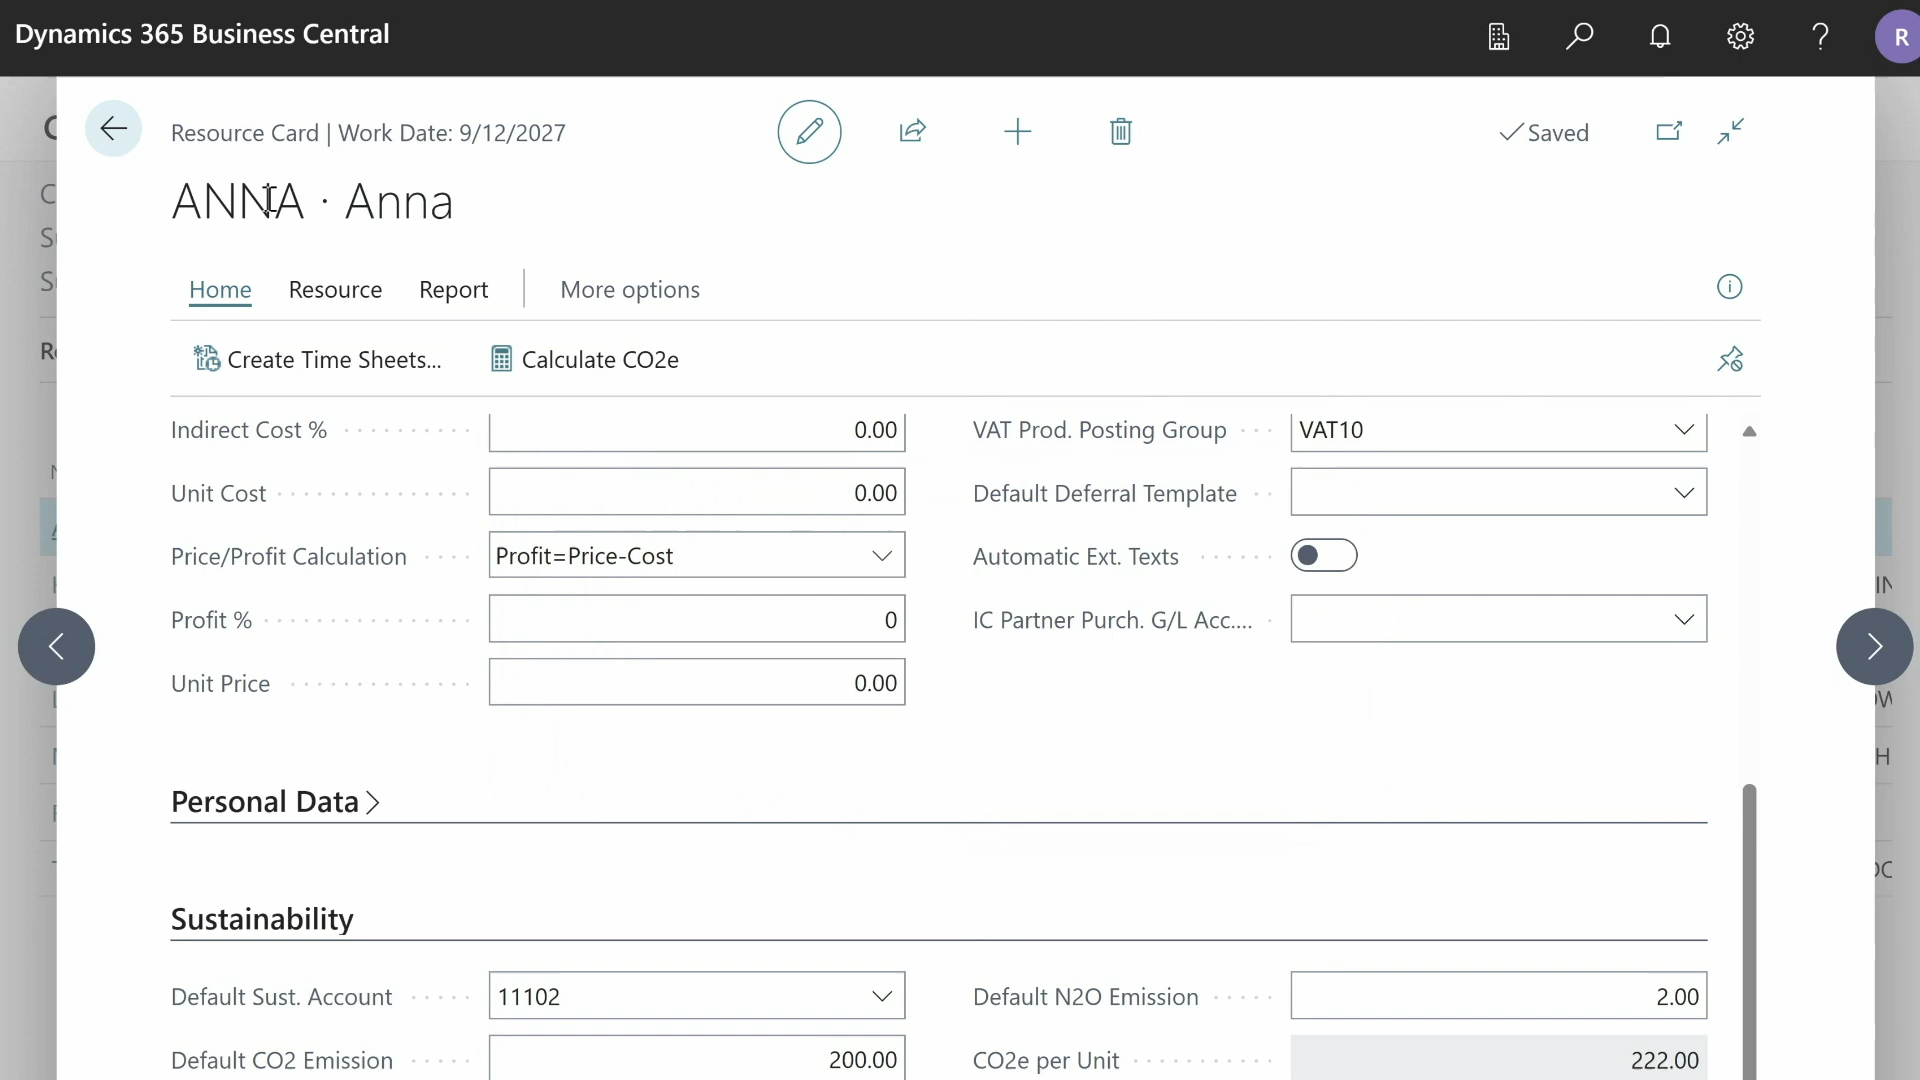 Dynamics 365 Business Central
R
Resource Card | Work Date: 9/12/2027
Saved
ANNA · Anna
Home Resource Report More options
Create Time Sheets... Calculate CO2e
Indirect Cost % 0.00
VAT Prod. Posting Group VAT10
Unit Cost 0.00
Default Deferral Template
Price/Profit Calculation Profit=Price-Cost
Automatic Ext. Texts
Profit % 0
IC Partner Purch. G/L Acc....
Unit Price 0.00
Personal Data
Sustainability
Default Sust. Account 11102
Default N2O Emission 2.00
Default CO2 Emission 200.00
CO2e per Unit 222.00